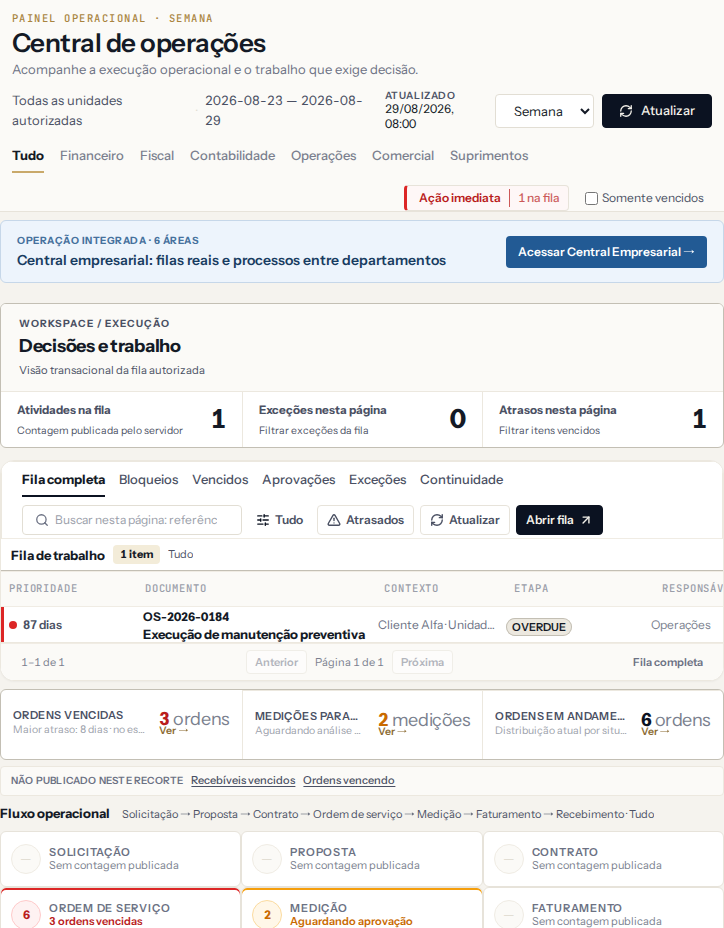 PAINEL OPERACIONAL · SEMANA
Central de operações
Acompanhe a execução operacional e o trabalho que exige decisão.
Todas as unidades autorizadas
2026-08-23 — 2026-08-29
ATUALIZADO
29/08/2026, 08:00
Semana
Atualizar
Tudo Financeiro Fiscal Contabilidade Operações Comercial Suprimentos
Ação imediata 1 na fila
Somente vencidos
OPERAÇÃO INTEGRADA · 6 ÁREAS
Central empresarial: filas reais e processos entre departamentos
Acessar Central Empresarial →
WORKSPACE / EXECUÇÃO
Decisões e trabalho
Visão transacional da fila autorizada
Atividades na fila
Contagem publicada pelo servidor
1
Exceções nesta página
Filtrar exceções da fila
0
Atrasos nesta página
Filtrar itens vencidos
1
Fila completa Bloqueios Vencidos Aprovações Exceções Continuidade
Buscar nesta página: referênc
Tudo
Atrasados
Atualizar
Abrir fila
Fila de trabalho 1 item Tudo
PRIORIDADE DOCUMENTO CONTEXTO ETAPA RESPONSÁV
87 dias
OS-2026-0184
Execução de manutenção preventiva
Cliente Alfa · Unidad...
OVERDUE
Operações
1–1 de 1
Anterior
Página 1 de 1
Próxima
Fila completa
ORDENS VENCIDAS
Maior atraso: 8 dias · no es...
3 ordens
Ver →
MEDIÇÕES PARA...
Aguardando análise ...
2 medições
Ver →
ORDENS EM ANDAME...
Distribuição atual por situ...
6 ordens
Ver →
NÃO PUBLICADO NESTE RECORTE Recebíveis vencidos Ordens vencendo
Fluxo operacional Solicitação → Proposta → Contrato → Ordem de serviço → Medição → Faturamento → Recebimento · Tudo
— SOLICITAÇÃO
Sem contagem publicada
— PROPOSTA
Sem contagem publicada
— CONTRATO
Sem contagem publicada
6 ORDEM DE SERVIÇO
3 ordens vencidas
2 MEDIÇÃO
Aguardando aprovação
— FATURAMENTO
Sem contagem publicada